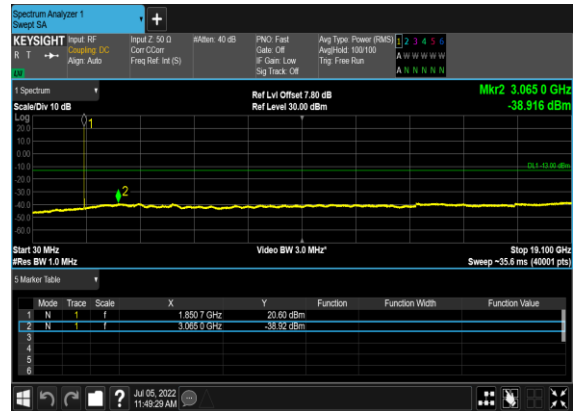 Spectrum Analyzer 1
Swept SA
+
KEYSIGHT Input: RF Input Z: 50 Ω #Atten: 40 dB PNO: Fast Avg Type: Power (RMS) 1 2 3 4 5 6
R T Coupling: DC Corr CCorr Gate: Off Avg|Hold: 100/100 A W W W W W
Align: Auto Freq Ref: Int (S) IF Gain: Low Trig: Free Run
LW Sig Track: Off A N N N N N
1 Spectrum Ref Lvl Offset 7.80 dB Mkr2 3.065 0 GHz
Scale/Div 10 dB Ref Level 30.00 dBm -38.916 dBm
Log
1
20.0
10.0
0.00
-10.0
DL1 -13.00 dBm
-20.0
-30.0
2
-40.0
-50.0
-60.0
Start 30 MHz Video BW 3.0 MHz* Stop 19.100 GHz
#Res BW 1.0 MHz Sweep ~35.6 ms (40001 pts)
5 Marker Table
Mode Trace Scale X Y Function Function Width Function Value
1 N 1 f 1.850 7 GHz 20.60 dBm
2 N 1 f 3.065 0 GHz -38.92 dBm
3
4
5
6
? Jul 05, 2022
11:49:29 AM